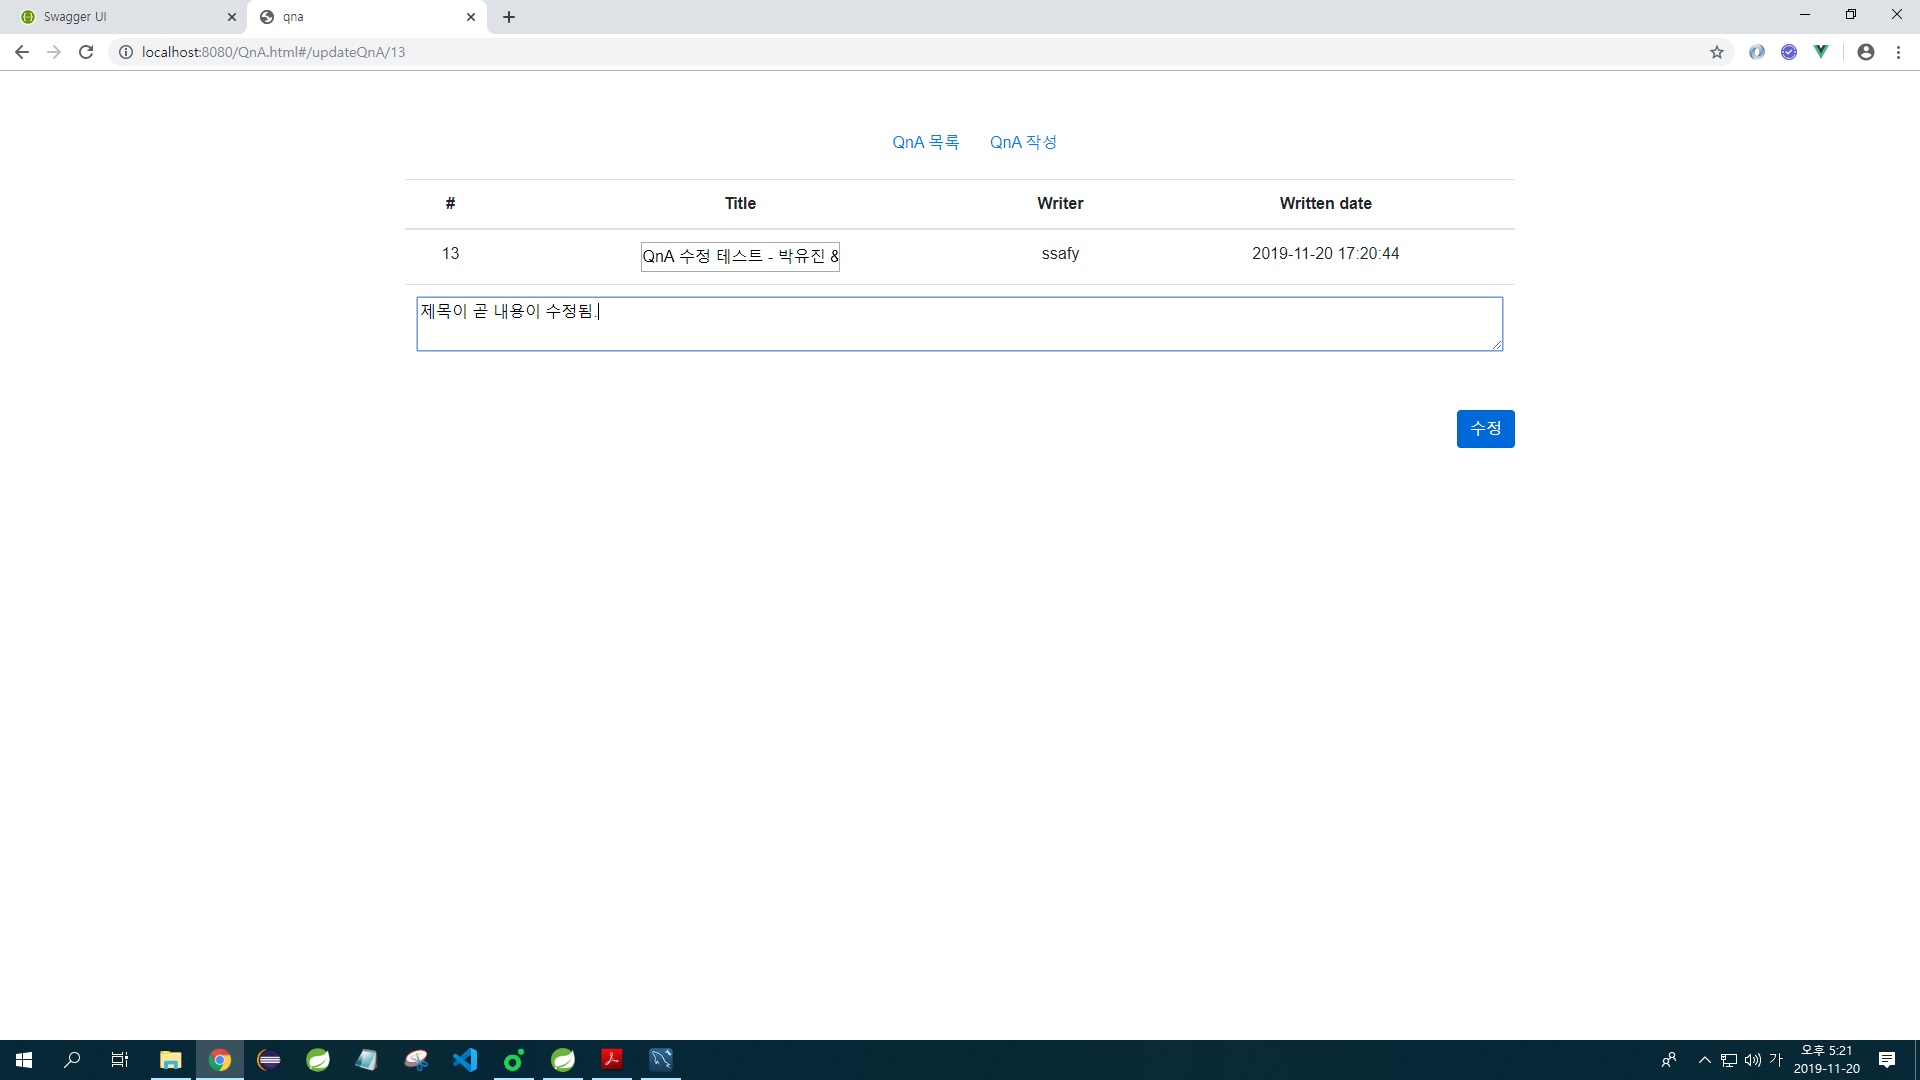 Swagger UI
qna
localhost:8080/QnA.html#/updateQnA/13
QnA 목록 QnA 작성
# Title Writer Written date
13 QnA 수정 테스트 - 박유진 & ssafy 2019-11-20 17:20:44
제목이 곧 내용이 수정됨.
수정
가 오후 5:21
2019-11-20